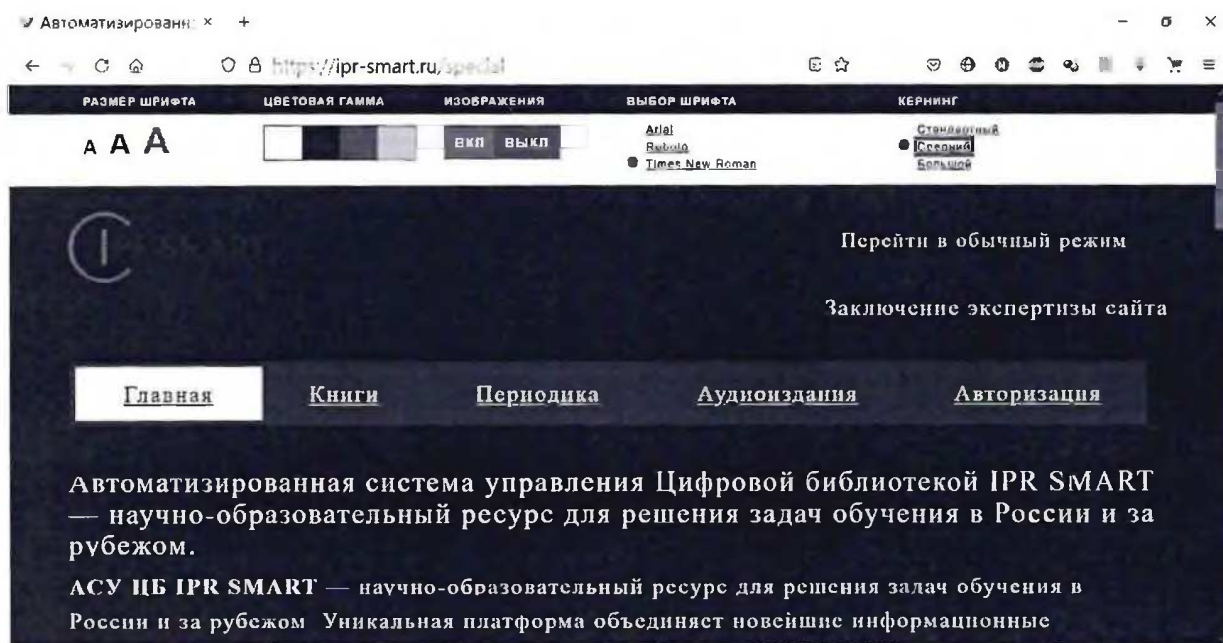 Автоматизированн
https://ipr-smart.ru/special
РАЗМЕР ШРИФТА ЦВЕТОВАЯ ГАММА ИЗОБРАЖЕНИЯ ВЫБОР ШРИФТА КЕРНИНГ
A A A ВКЛ ВЫКЛ
Arial Стандартный
Rubolo Средний
Times New Roman Большой
IPR SMART
Перейти в обычный режим
Заключение экспертизы сайта
Главная Книги Периодика Аудиоиздания Авторизация
Автоматизированная система управления Цифровой библиотекой IPR SMART
— научно-образовательный ресурс для решения задач обучения в России и за
рубежом.
АСУ ЦБ IPR SMART — научно-образовательный ресурс для решения задач обучения в
России и за рубежом Уникальная платформа объединяет новейшие информационные